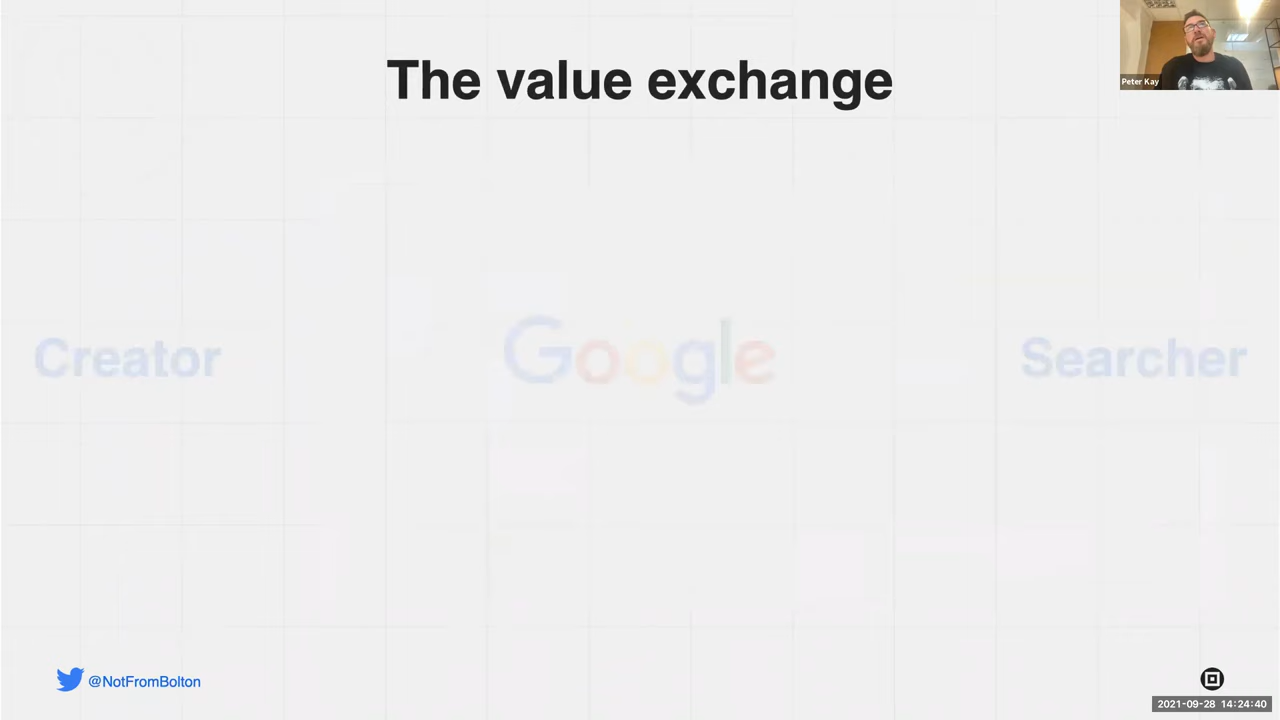 The value exchange
Peter Kay
Creator
Google
Searcher
@NotFromBolton
2021-09-28 14:24:40